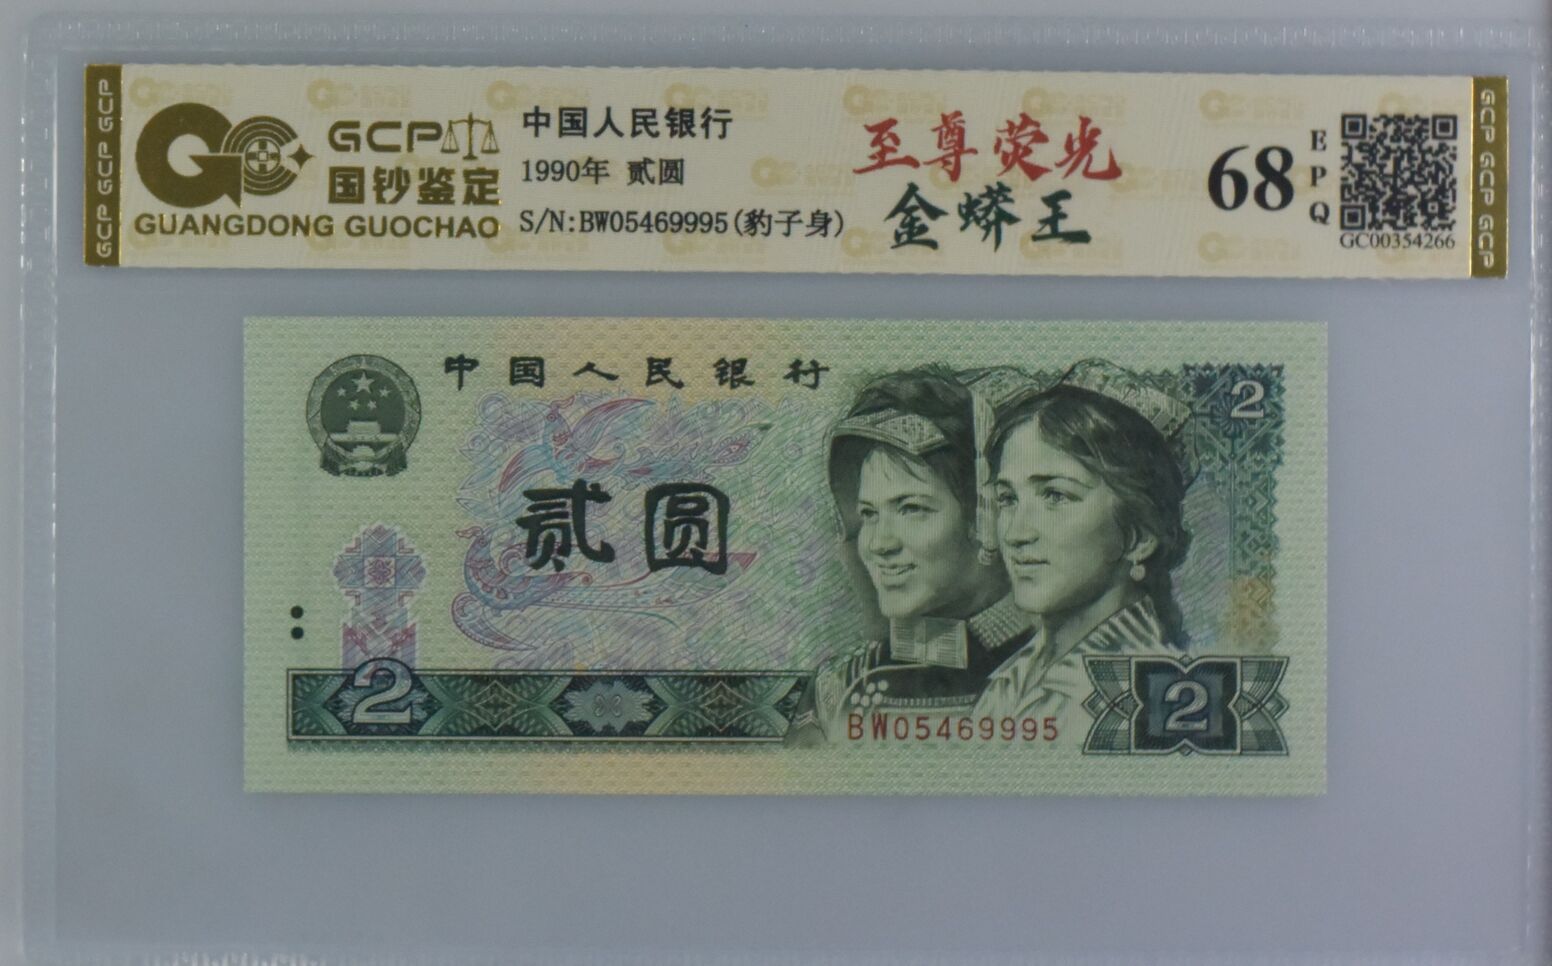 GCP GCP GCP
GCP
国钞鉴定
GUANGDONG GUOCHAO
中国人民银行
1990年 贰圆
S/N:BW05469995(豹子身)
至尊荧光
金蟒王
68
EPQ
GC00354266
GCP GCP GCP
中国人民银行
2
贰圆
2
BW05469995
2